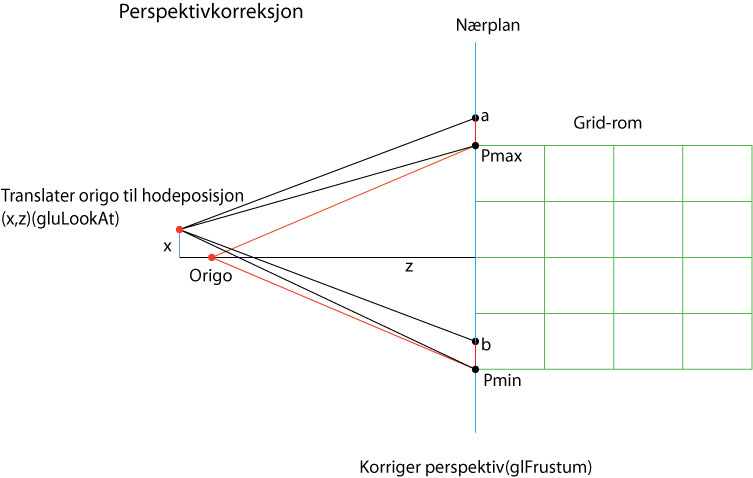 Perspektivkorreksjon
Nærplan
a
Grid-rom
Pmax
Translater origo til hodeposisjon
(x,z)(gluLookAt)
x
z
Origo
b
Pmin
Korriger perspektiv(glFrustum)